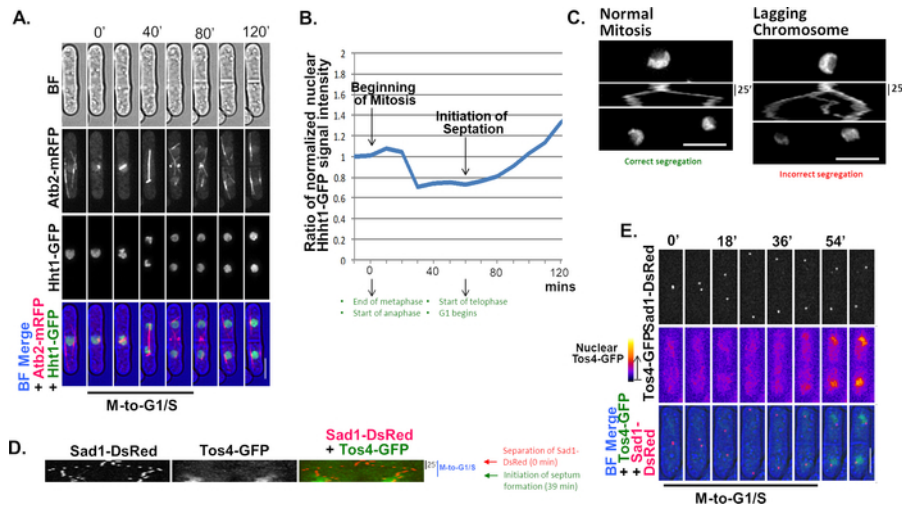 A.
0' 40' 80' 120'
BF
Atb2-mRFP
Hht1-GFP
BF Merge
+ Atb2-mRFP
+ Hht1-GFP
M-to-G1/S
B.
Ratio of normalized nuclear
Hhht1-GFP signal intensity
2
1.8
1.6
1.4
1.2
1
0.8
0.6
0.4
0.2
0
Beginning
of Mitosis
Initiation of
Septation
0 40 80 120
mins
• End of metaphase
• Start of anaphase
• Start of telophase
• G1 begins
C.
Normal
Mitosis
Lagging
Chromosome
25'
25'
Correct segregation
Incorrect segregation
D.
Sad1-DsRed
Tos4-GFP
Sad1-DsRed
+ Tos4-GFP
25'
M-to-G1/S
Separation of Sad1-
DsRed (0 min)
Initiation of septum
formation (39 min)
E.
0' 18' 36' 54'
Sad1-DsRed
Tos4-GFP
Nuclear
Tos4-GFP
BF Merge
+ Tos4-GFP
+ Sad1-
DsRed
M-to-G1/S